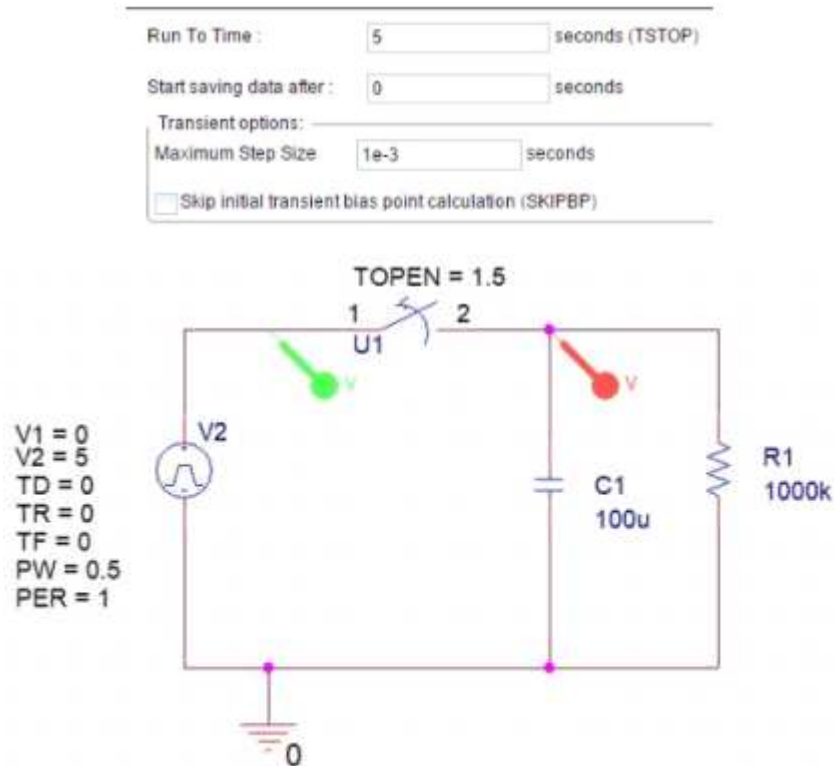 Run To Time : 5 seconds (TSTOP)
Start saving data after : 0 seconds
Transient options:
Maximum Step Size 1e-3 seconds
Skip initial transient bias point calculation (SKIPBP)
TOPEN = 1.5
1 2
U1
V V
V1 = 0
V2 = 5
TD = 0
TR = 0
TF = 0
PW = 0.5
PER = 1
V2
C1
100u
R1
1000k
0